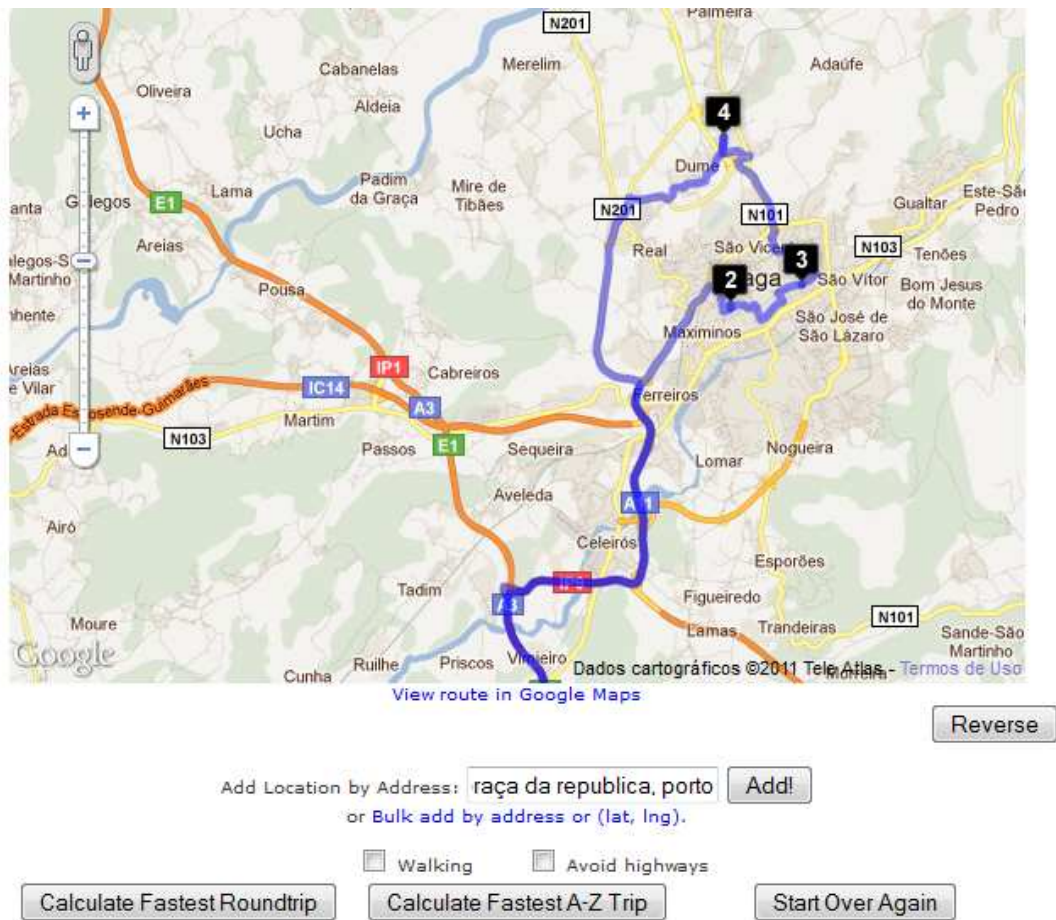 N201
Palmeira
Merelim
Adaúfe
Cabanelas
Oliveira
Aldeia
Ucha
4
Dume
Padim
da Graça
Mire de
Tibães
Lama
E1
N201
N101
Gualtar
Este-São
Pedro
Areias
Real
São Vicente
N103
Tenões
Martinho
3
2
São Vítor
Bom Jesus
do Monte
Pousa
São José de
São Lázaro
Maximinos
IP1
Cabreiros
de Vilar
IC14
A3
Ferreiros
Martim
N103
Passos
E1
Sequeira
Nogueira
Lomar
Aveleda
Airó
Celeirós
Esporões
Tadim
A3
Figueiredo
N101
Moure
Lamas
Trandeiras
Sande-São
Martinho
Google
Cunha
Ruilhe
Priscos
Vimieiro
Dados cartográficos ©2011 Tele Atlas - Termos de Uso
View route in Google Maps
Reverse
Add Location by Address: raça da republica, porto Add!
or Bulk add by address or (lat, lng).
Walking Avoid highways
Calculate Fastest Roundtrip Calculate Fastest A-Z Trip Start Over Again